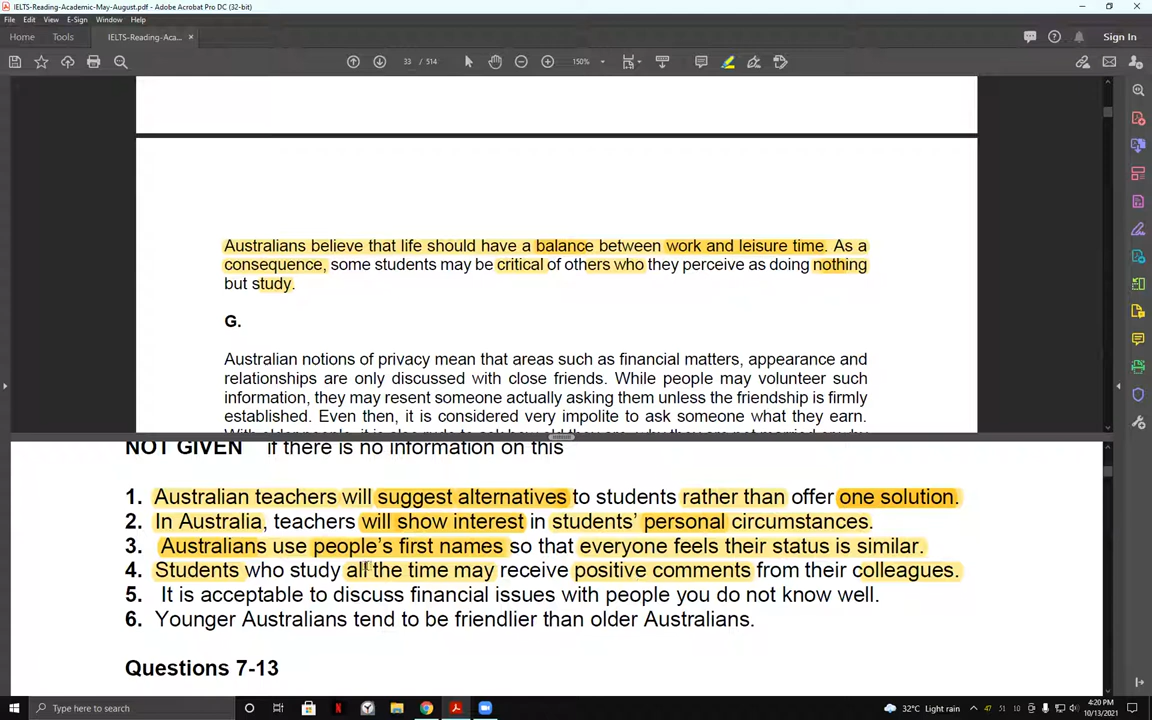 IELTS-Reading-Academic-May-August.pdf - Adobe Acrobat Pro DC (32-bit)
File Edit View E-Sign Window Help
Home Tools IELTS-Reading-Aca... × Sign In
33 / 514 150%
Australians believe that life should have a balance between work and leisure time. As a
consequence, some students may be critical of others who they perceive as doing nothing
but study.
G.
Australian notions of privacy mean that areas such as financial matters, appearance and
relationships are only discussed with close friends. While people may volunteer such
information, they may resent someone actually asking them unless the friendship is firmly
established. Even then, it is considered very impolite to ask someone what they earn.
NOT GIVEN if there is no information on this
1. Australian teachers will suggest alternatives to students rather than offer one solution.
2. In Australia, teachers will show interest in students' personal circumstances.
3. Australians use people's first names so that everyone feels their status is similar.
4. Students who study all the time may receive positive comments from their colleagues.
5. It is acceptable to discuss financial issues with people you do not know well.
6. Younger Australians tend to be friendlier than older Australians.
Questions 7-13
Type here to search
32°C Light rain
47 51 10
4:20 PM
10/13/2021